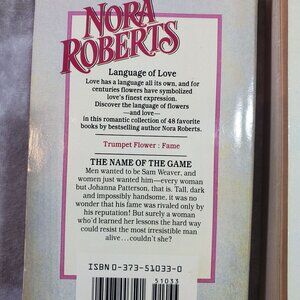 NORA
ROBERTS
Language of Love
Love has a language all its own, and for
centuries flowers have symbolized
love's finest expression.
Discover the language of flowers
—and love—
in this romantic collection of 48 favorite
books by bestselling author Nora Roberts.
Trumpet Flower : Fame
THE NAME OF THE GAME
Men wanted to be Sam Weaver, and
women just wanted him—every woman
but Johanna Patterson, that is. Tall, dark
and impossibly handsome, it was no
wonder that his fame was rivaled only by
his reputation! But surely a woman
who'd learned her lessons the hard way
could resist the most irresistible man
alive...couldn't she?
ISBN 0-373-51033-0
51033